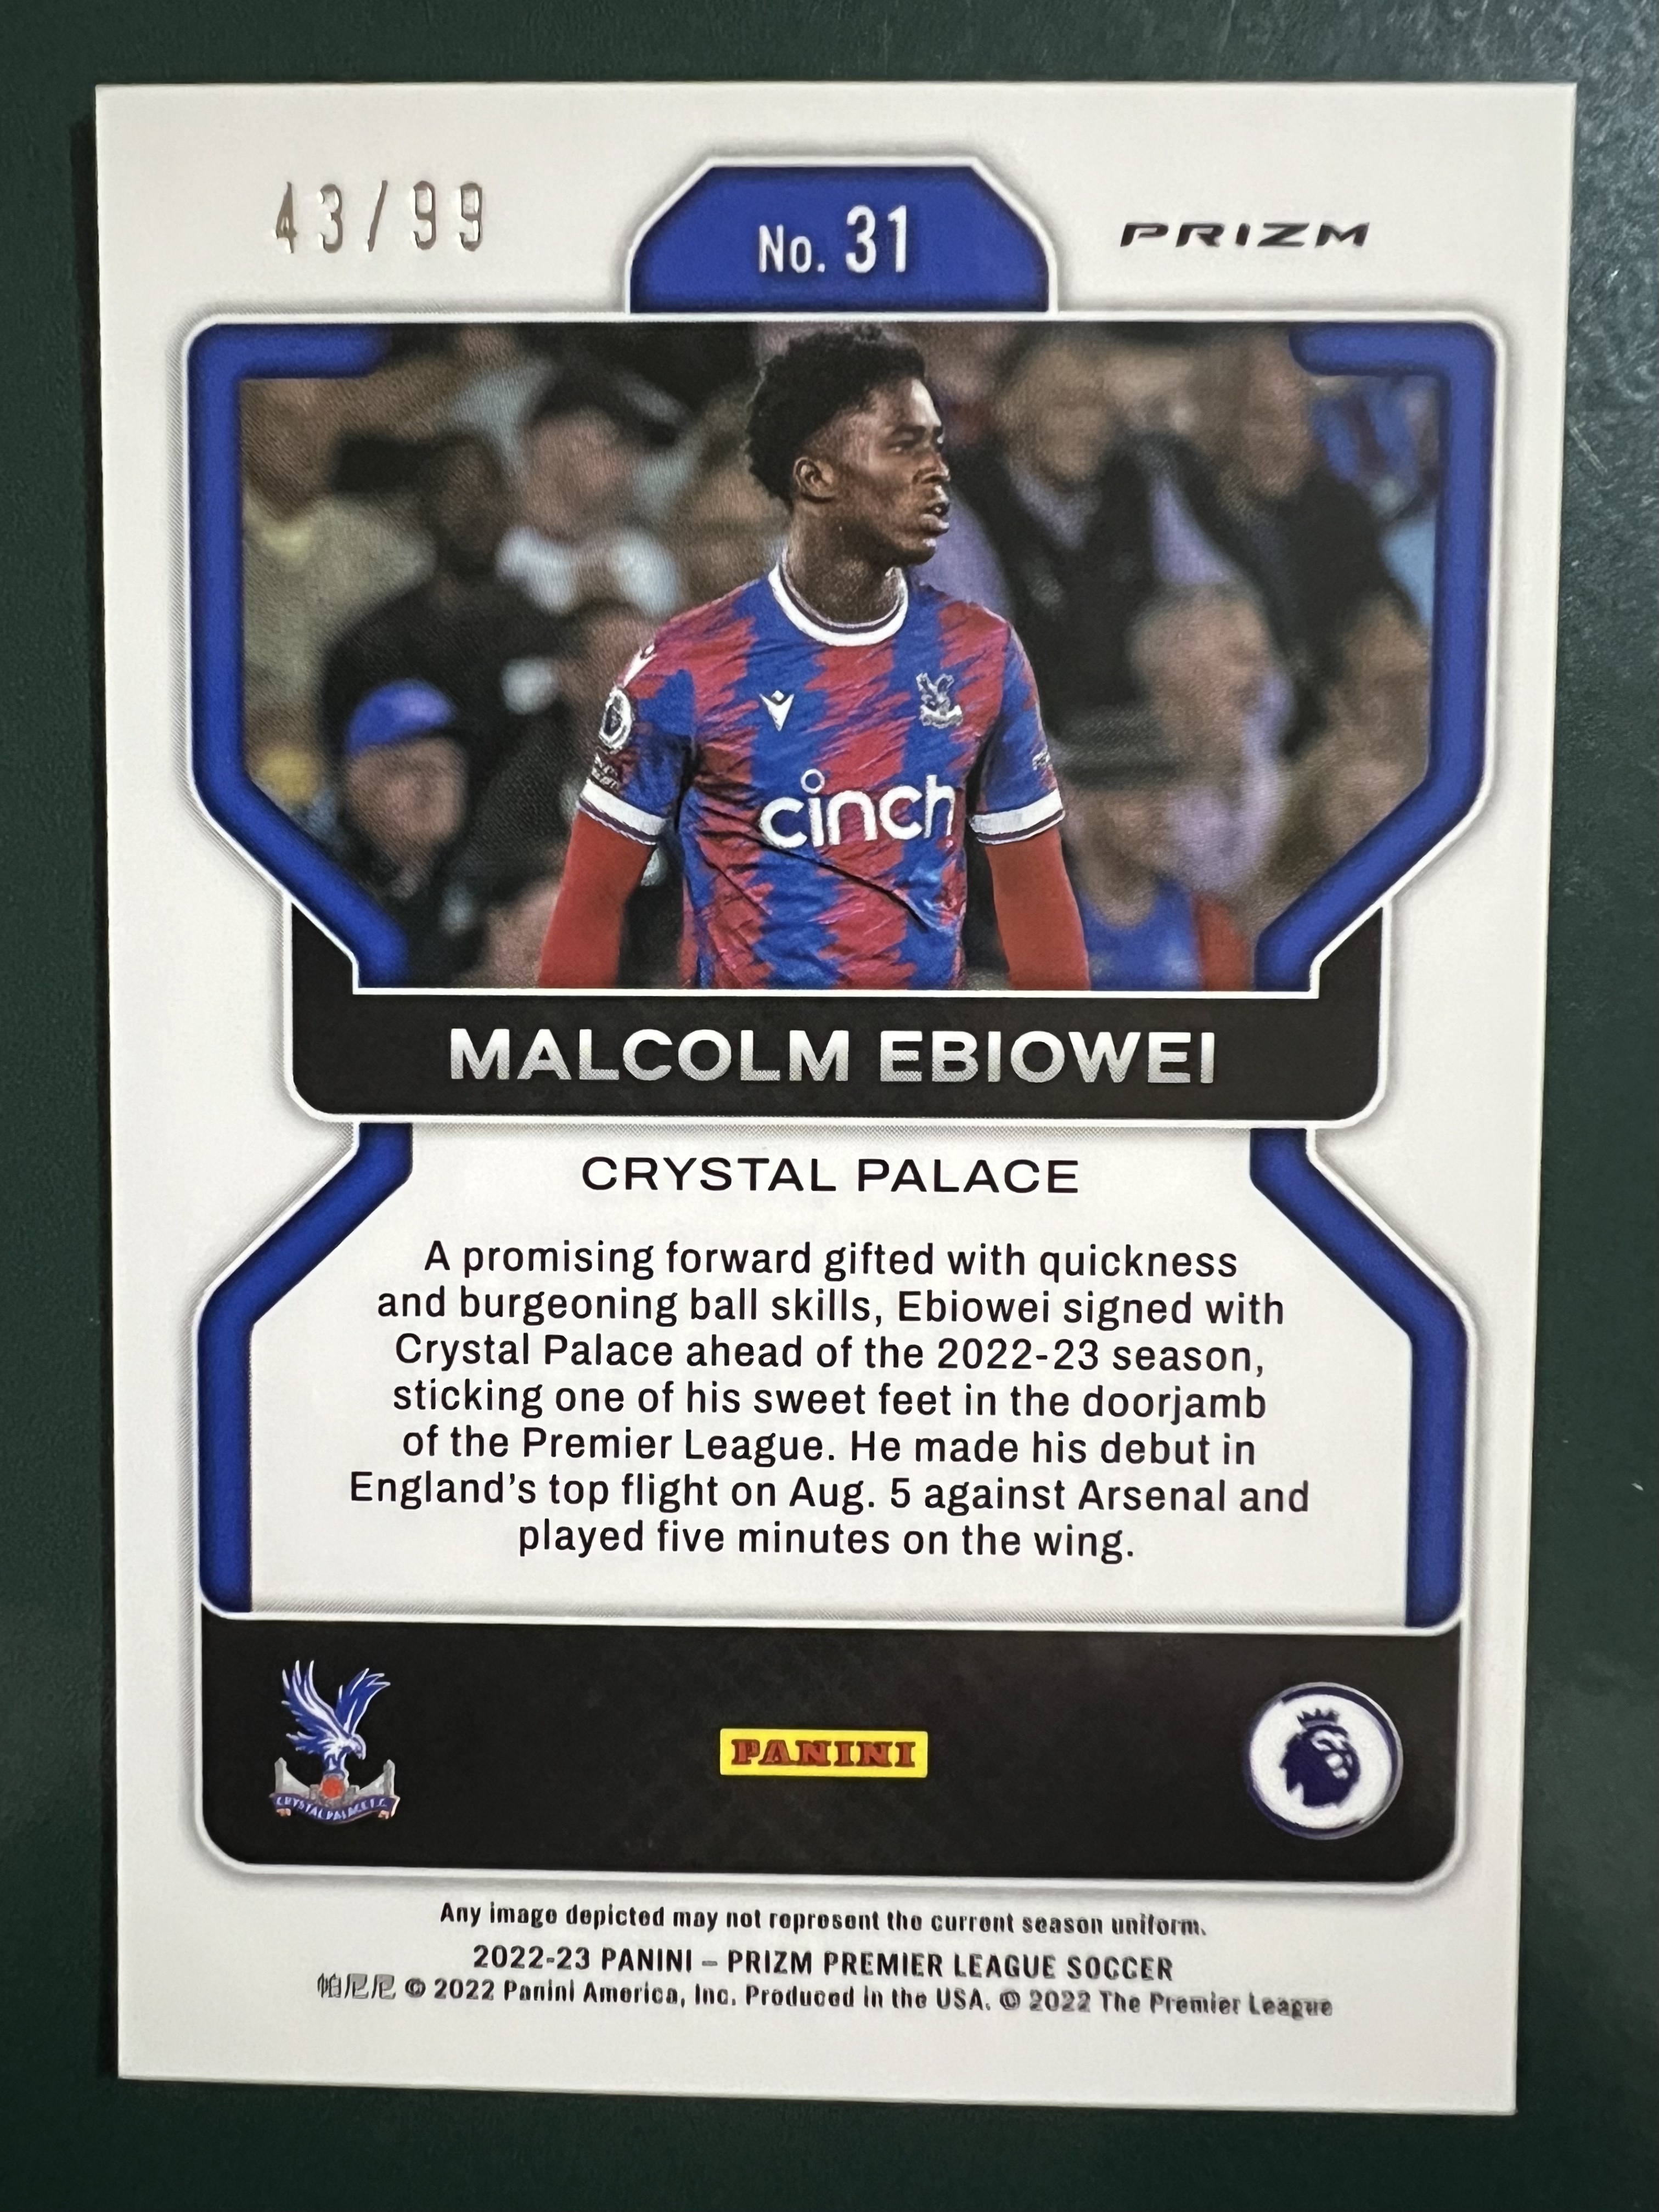 43/99
No. 31
PRIZM
cinch
MALCOLM EBIOWEI
CRYSTAL PALACE
A promising forward gifted with quickness
and burgeoning ball skills, Ebiowei signed with
Crystal Palace ahead of the 2022-23 season,
sticking one of his sweet feet in the doorjamb
of the Premier League. He made his debut in
England’s top flight on Aug. 5 against Arsenal and
played five minutes on the wing.
CRYSTAL PALACE F.C.
PANINI
Any image depicted may not represent the current season uniform.
2022-23 PANINI – PRIZM PREMIER LEAGUE SOCCER
帕尼尼 © 2022 Panini America, Inc. Produced in the USA. © 2022 The Premier League